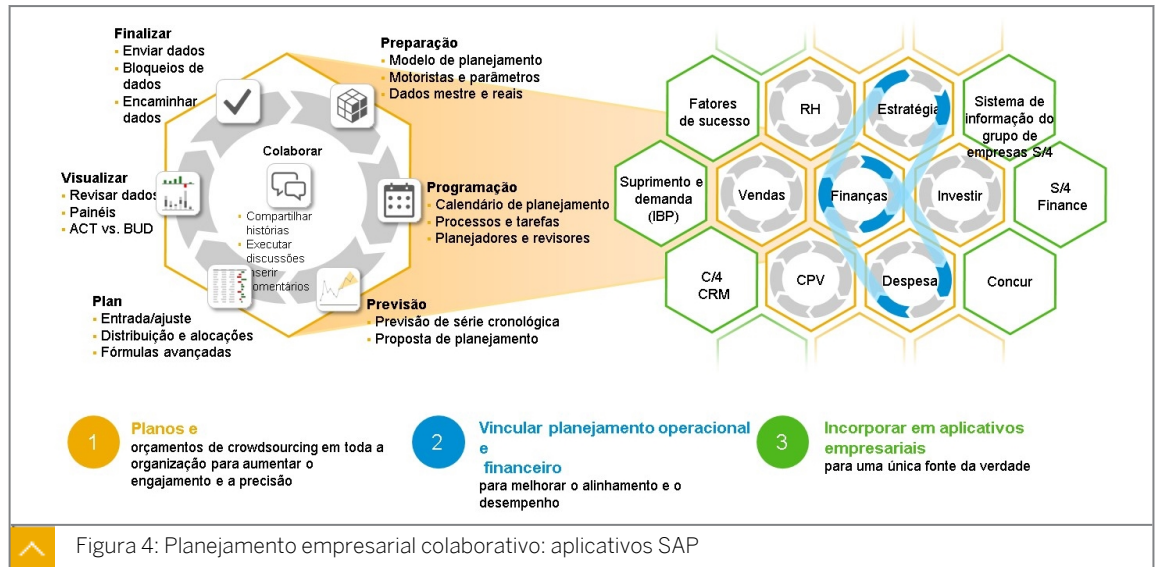 Finalizar
Enviar dados
Bloqueios de
dados
Encaminhar
dados
Preparação
Modelo de planejamento
Motoristas e parâmetros
Dados mestre e reais
Visualizar
Revisar dados
Painéis
ACT vs. BUD
Colaborar
Compartilhar
histórias
Executar
discussões
Inserir
comentários
Programação
Calendário de planejamento
Processos e tarefas
Planejadores e revisores
Plan
Entrada/ajuste
Distribuição e alocações
Fórmulas avançadas
Previsão
Previsão de série cronológica
Proposta de planejamento
Fatores
de sucesso
RH
Estratégia
Sistema de
informação do
grupo de
empresas S/4
Suprimento e
demanda
(IBP)
Vendas
Finanças
Investir
S/4
Finance
C/4
CRM
CPV
Despesa
Concur
1
Planos e
orçamentos de crowdsourcing em toda a
organização para aumentar o
engajamento e a precisão
2
Vincular planejamento operacional
e
financeiro
para melhorar o alinhamento e o
desempenho
3
Incorporar em aplicativos
empresariais
para uma única fonte da verdade
Figura 4: Planejamento empresarial colaborativo: aplicativos SAP